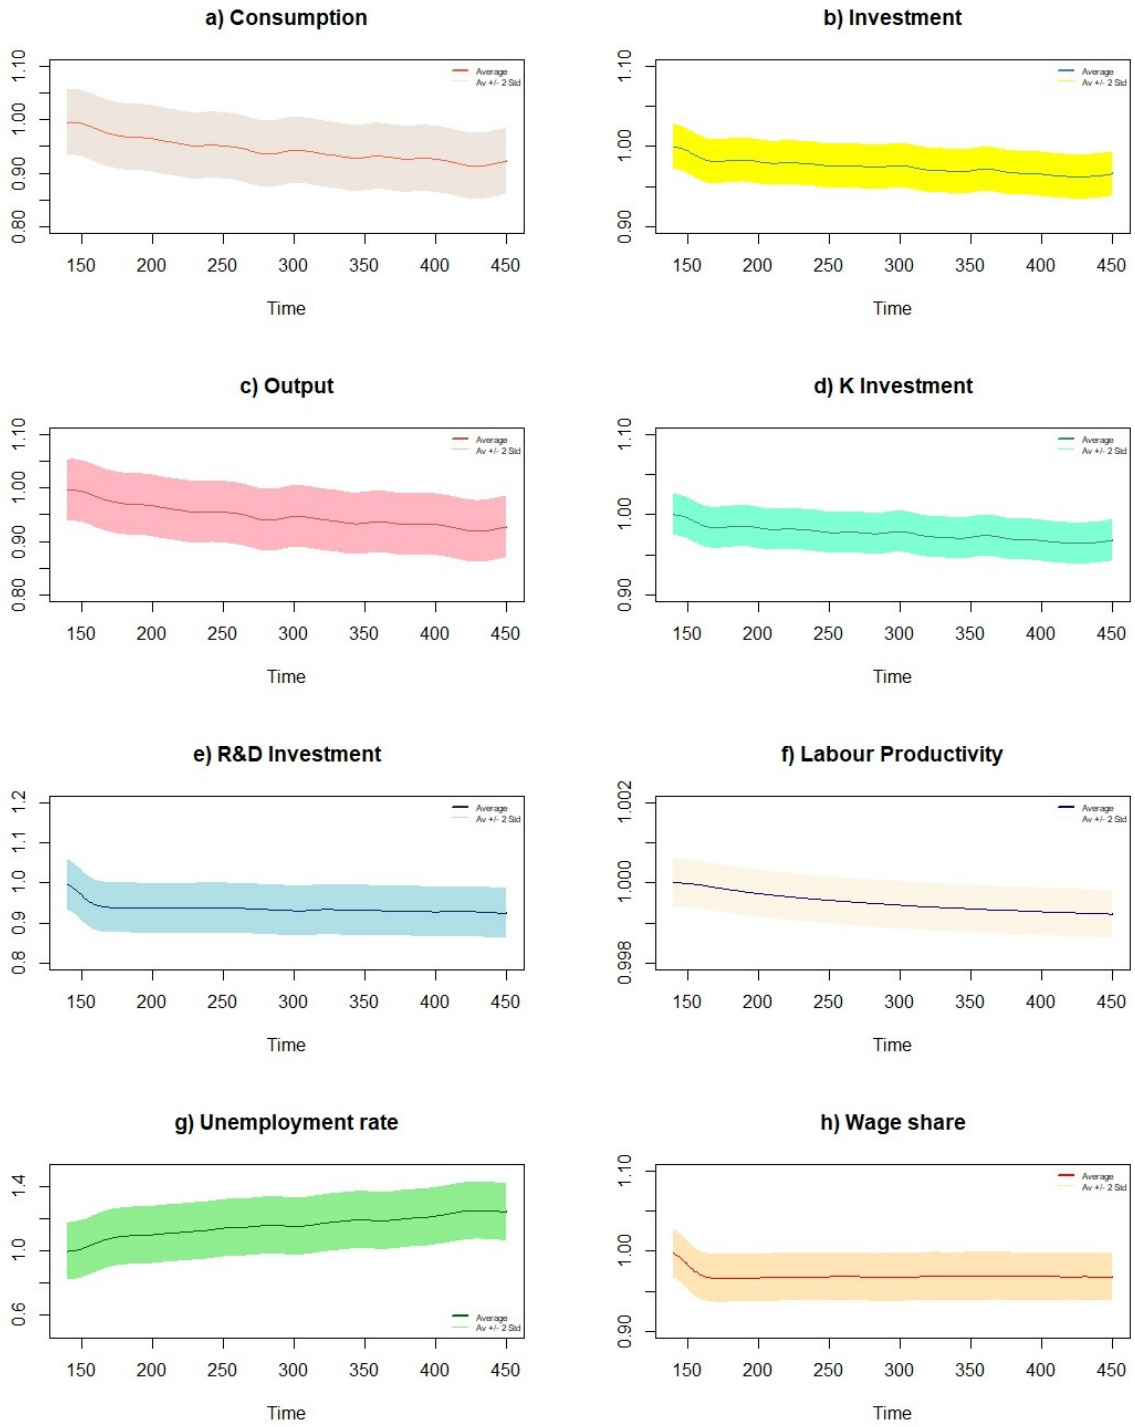 a) Consumption
Average
Av +/- 2 Std
1.10
1.00
0.90
0.80
150 200 250 300 350 400 450
Time
b) Investment
Average
Av +/- 2 Std
1.10
1.00
0.90
150 200 250 300 350 400 450
Time
c) Output
Average
Av +/- 2 Std
1.10
1.00
0.90
0.80
150 200 250 300 350 400 450
Time
d) K Investment
Average
Av +/- 2 Std
1.10
1.00
0.90
150 200 250 300 350 400 450
Time
e) R&D Investment
Average
Av +/- 2 Std
1.2
1.1
1.0
0.9
0.8
150 200 250 300 350 400 450
Time
f) Labour Productivity
Average
Av +/- 2 Std
1.002
1.000
0.998
150 200 250 300 350 400 450
Time
g) Unemployment rate
1.4
1.0
0.6
Average
Av +/- 2 Std
150 200 250 300 350 400 450
Time
h) Wage share
Average
Av +/- 2 Std
1.10
1.00
0.90
150 200 250 300 350 400 450
Time